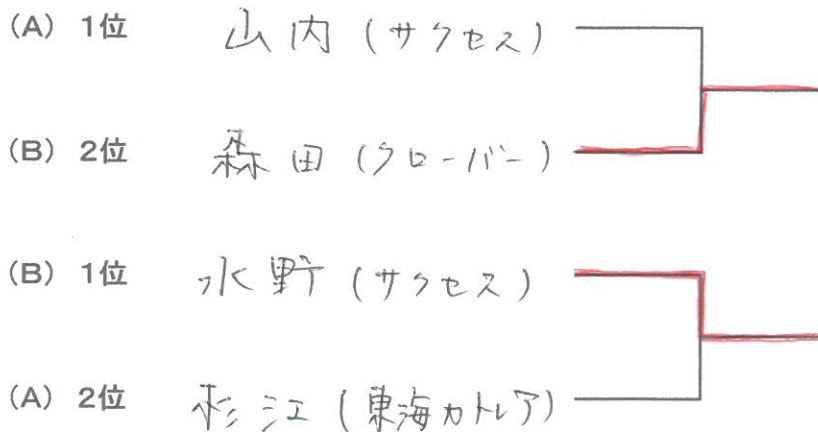 (A) 1位 山内(サクセス)
(B) 2位 森田(クローバー)
(B) 1位 水野(サクセス)
(A) 2位 杉江(東海カトレア)